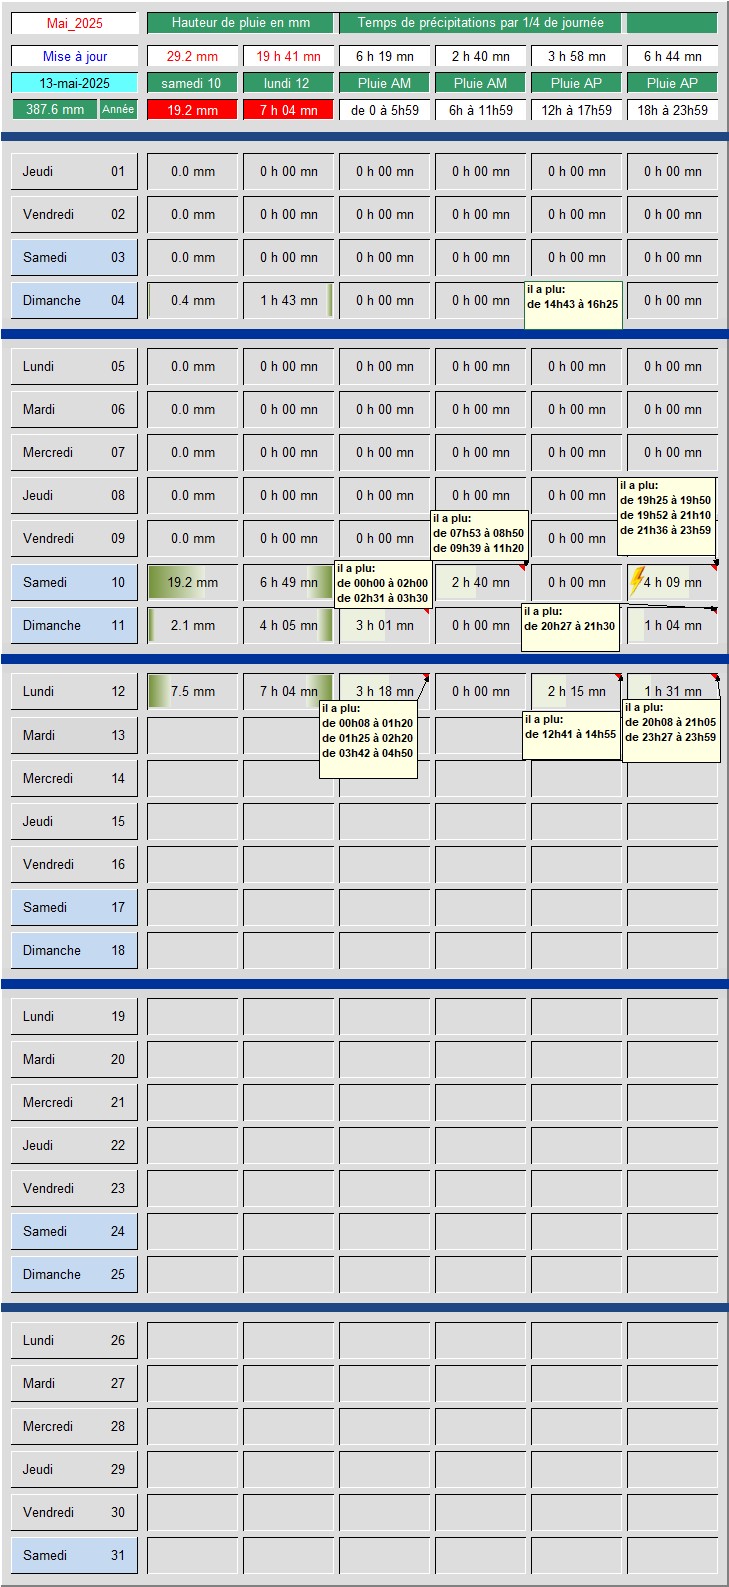 Mai_2025 Hauteur de pluie en mm Temps de précipitations par 1/4 de journée
Mise à jour 29.2 mm 19 h 41 mn 6 h 19 mn 2 h 40 mn 3 h 58 mn 6 h 44 mn
13-mai-2025 samedi 10 lundi 12 Pluie AM Pluie AM Pluie AP Pluie AP
387.6 mm Année 19.2 mm 7 h 04 mn de 0 à 5h59 6h à 11h59 12h à 17h59 18h à 23h59
Jeudi 01 0.0 mm 0 h 00 mn 0 h 00 mn 0 h 00 mn 0 h 00 mn 0 h 00 mn
Vendredi 02 0.0 mm 0 h 00 mn 0 h 00 mn 0 h 00 mn 0 h 00 mn 0 h 00 mn
Samedi 03 0.0 mm 0 h 00 mn 0 h 00 mn 0 h 00 mn 0 h 00 mn 0 h 00 mn
Dimanche 04 0.4 mm 1 h 43 mn 0 h 00 mn 0 h 00 mn 0 h 00 mn
il a plu:
de 14h43 à 16h25
Lundi 05 0.0 mm 0 h 00 mn 0 h 00 mn 0 h 00 mn 0 h 00 mn 0 h 00 mn
Mardi 06 0.0 mm 0 h 00 mn 0 h 00 mn 0 h 00 mn 0 h 00 mn 0 h 00 mn
Mercredi 07 0.0 mm 0 h 00 mn 0 h 00 mn 0 h 00 mn 0 h 00 mn 0 h 00 mn
Jeudi 08 0.0 mm 0 h 00 mn 0 h 00 mn 0 h 00 mn 0 h 00 mn
il a plu:
de 19h25 à 19h50
de 19h52 à 21h10
de 21h36 à 23h59
Vendredi 09 0.0 mm 0 h 00 mn 0 h 00 mn 0 h 00 mn
il a plu:
de 07h53 à 08h50
de 09h39 à 11h20
Samedi 10 19.2 mm 6 h 49 mn 2 h 40 mn 0 h 00 mn 4 h 09 mn
il a plu:
de 00h00 à 02h00
de 02h31 à 03h30
Dimanche 11 2.1 mm 4 h 05 mn 3 h 01 mn 0 h 00 mn 1 h 04 mn
il a plu:
de 20h27 à 21h30
Lundi 12 7.5 mm 7 h 04 mn 3 h 18 mn 0 h 00 mn 2 h 15 mn 1 h 31 mn
il a plu:
de 00h08 à 01h20
de 01h25 à 02h20
de 03h42 à 04h50
il a plu:
de 12h41 à 14h55
il a plu:
de 20h08 à 21h05
de 23h27 à 23h59
Mardi 13
Mercredi 14
Jeudi 15
Vendredi 16
Samedi 17
Dimanche 18
Lundi 19
Mardi 20
Mercredi 21
Jeudi 22
Vendredi 23
Samedi 24
Dimanche 25
Lundi 26
Mardi 27
Mercredi 28
Jeudi 29
Vendredi 30
Samedi 31